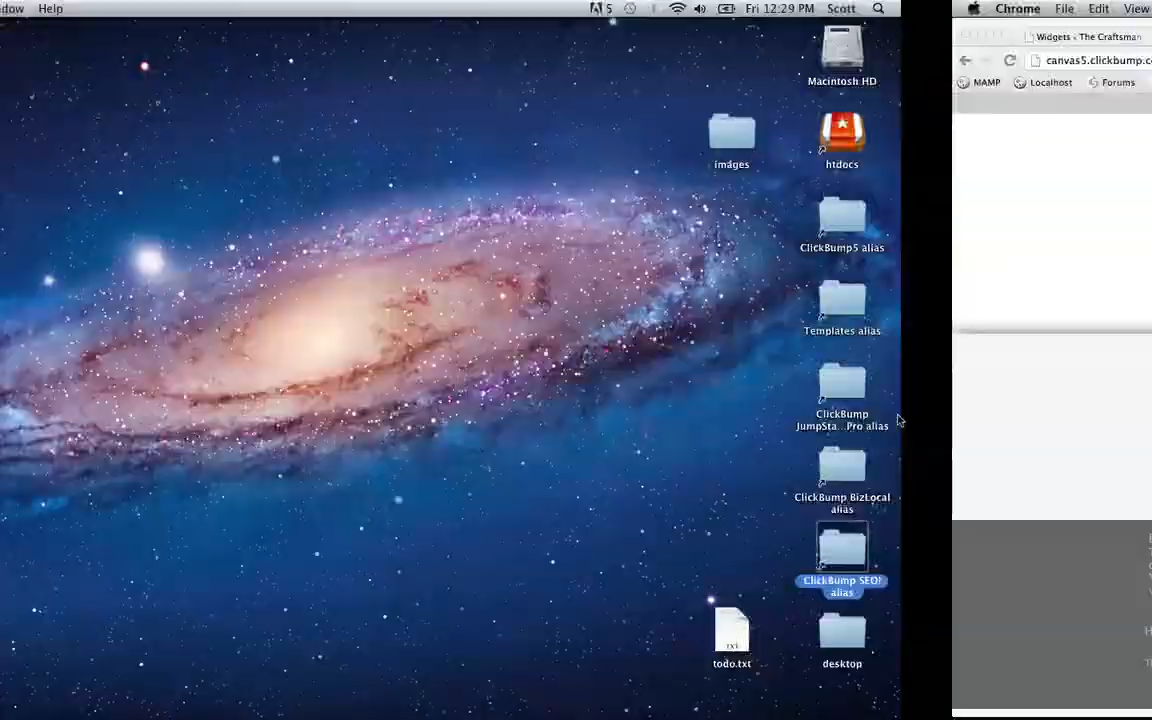 Help
5
Fri 12:29 PM
Scott
Macintosh HD
images
htdocs
ClickBump5 alias
Templates alias
ClickBump
JumpSta...Pro alias
ClickBump BizLocal
alias
ClickBump SEO!
alias
txt
todo.txt
desktop
Chrome File Edit View
Widgets ‹ The Craftsman
canvas5.clickbump.c
MAMP Localhost Forums